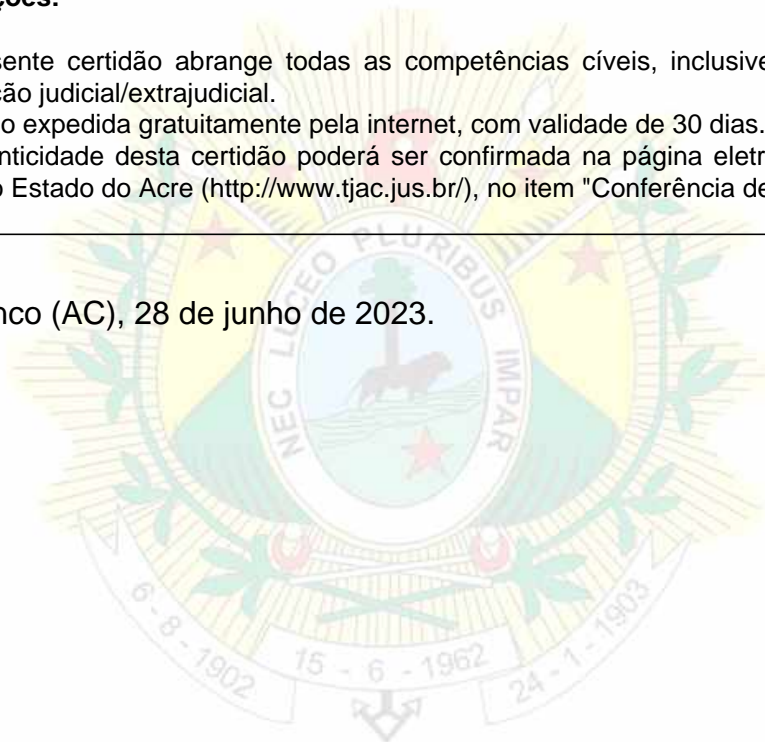 ções:
sente certidão abrange todas as competências cíveis, inclusive
ão judicial/extrajudicial.
o expedida gratuitamente pela internet, com validade de 30 dias.
nticidade desta certidão poderá ser confirmada na página eletr
o Estado do Acre (http://www.tjac.jus.br/), no item "Conferência de
nco (AC), 28 de junho de 2023.
NEC LUCEO PLURIBUS IMPAR
6 - 8 - 1902
15 - 6 - 1962
24 - 1 - 1903